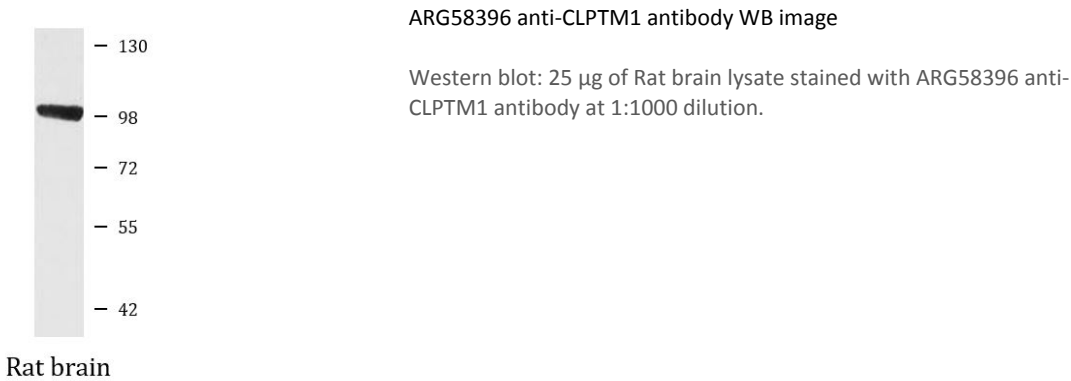 ARG58396 anti-CLPTM1 antibody WB image
Western blot: 25 µg of Rat brain lysate stained with ARG58396 anti-
CLPTM1 antibody at 1:1000 dilution.
130
98
72
55
42
Rat brain